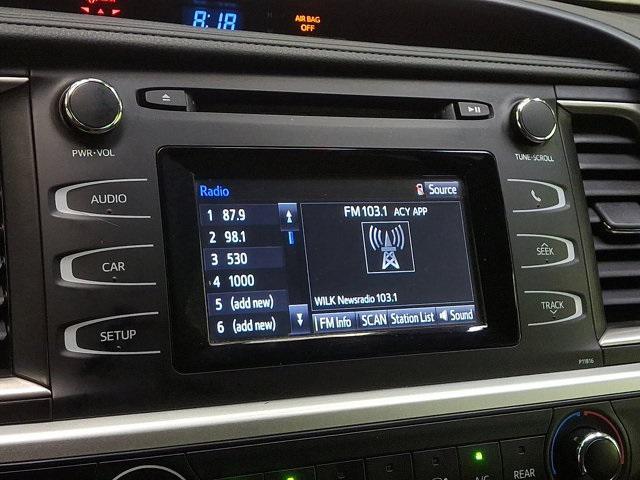 8:18
AIR BAG
OFF
PWR•VOL
TUNE•SCROLL
AUDIO
CAR
SETUP
SEEK
TRACK
Radio
Source
1 87.9
2 98.1
3 530
4 1000
5 (add new)
6 (add new)
FM 103.1 ACY APP
WILK Newsradio 103.1
FM Info
SCAN
Station List
Sound
P11816
A/C
REAR